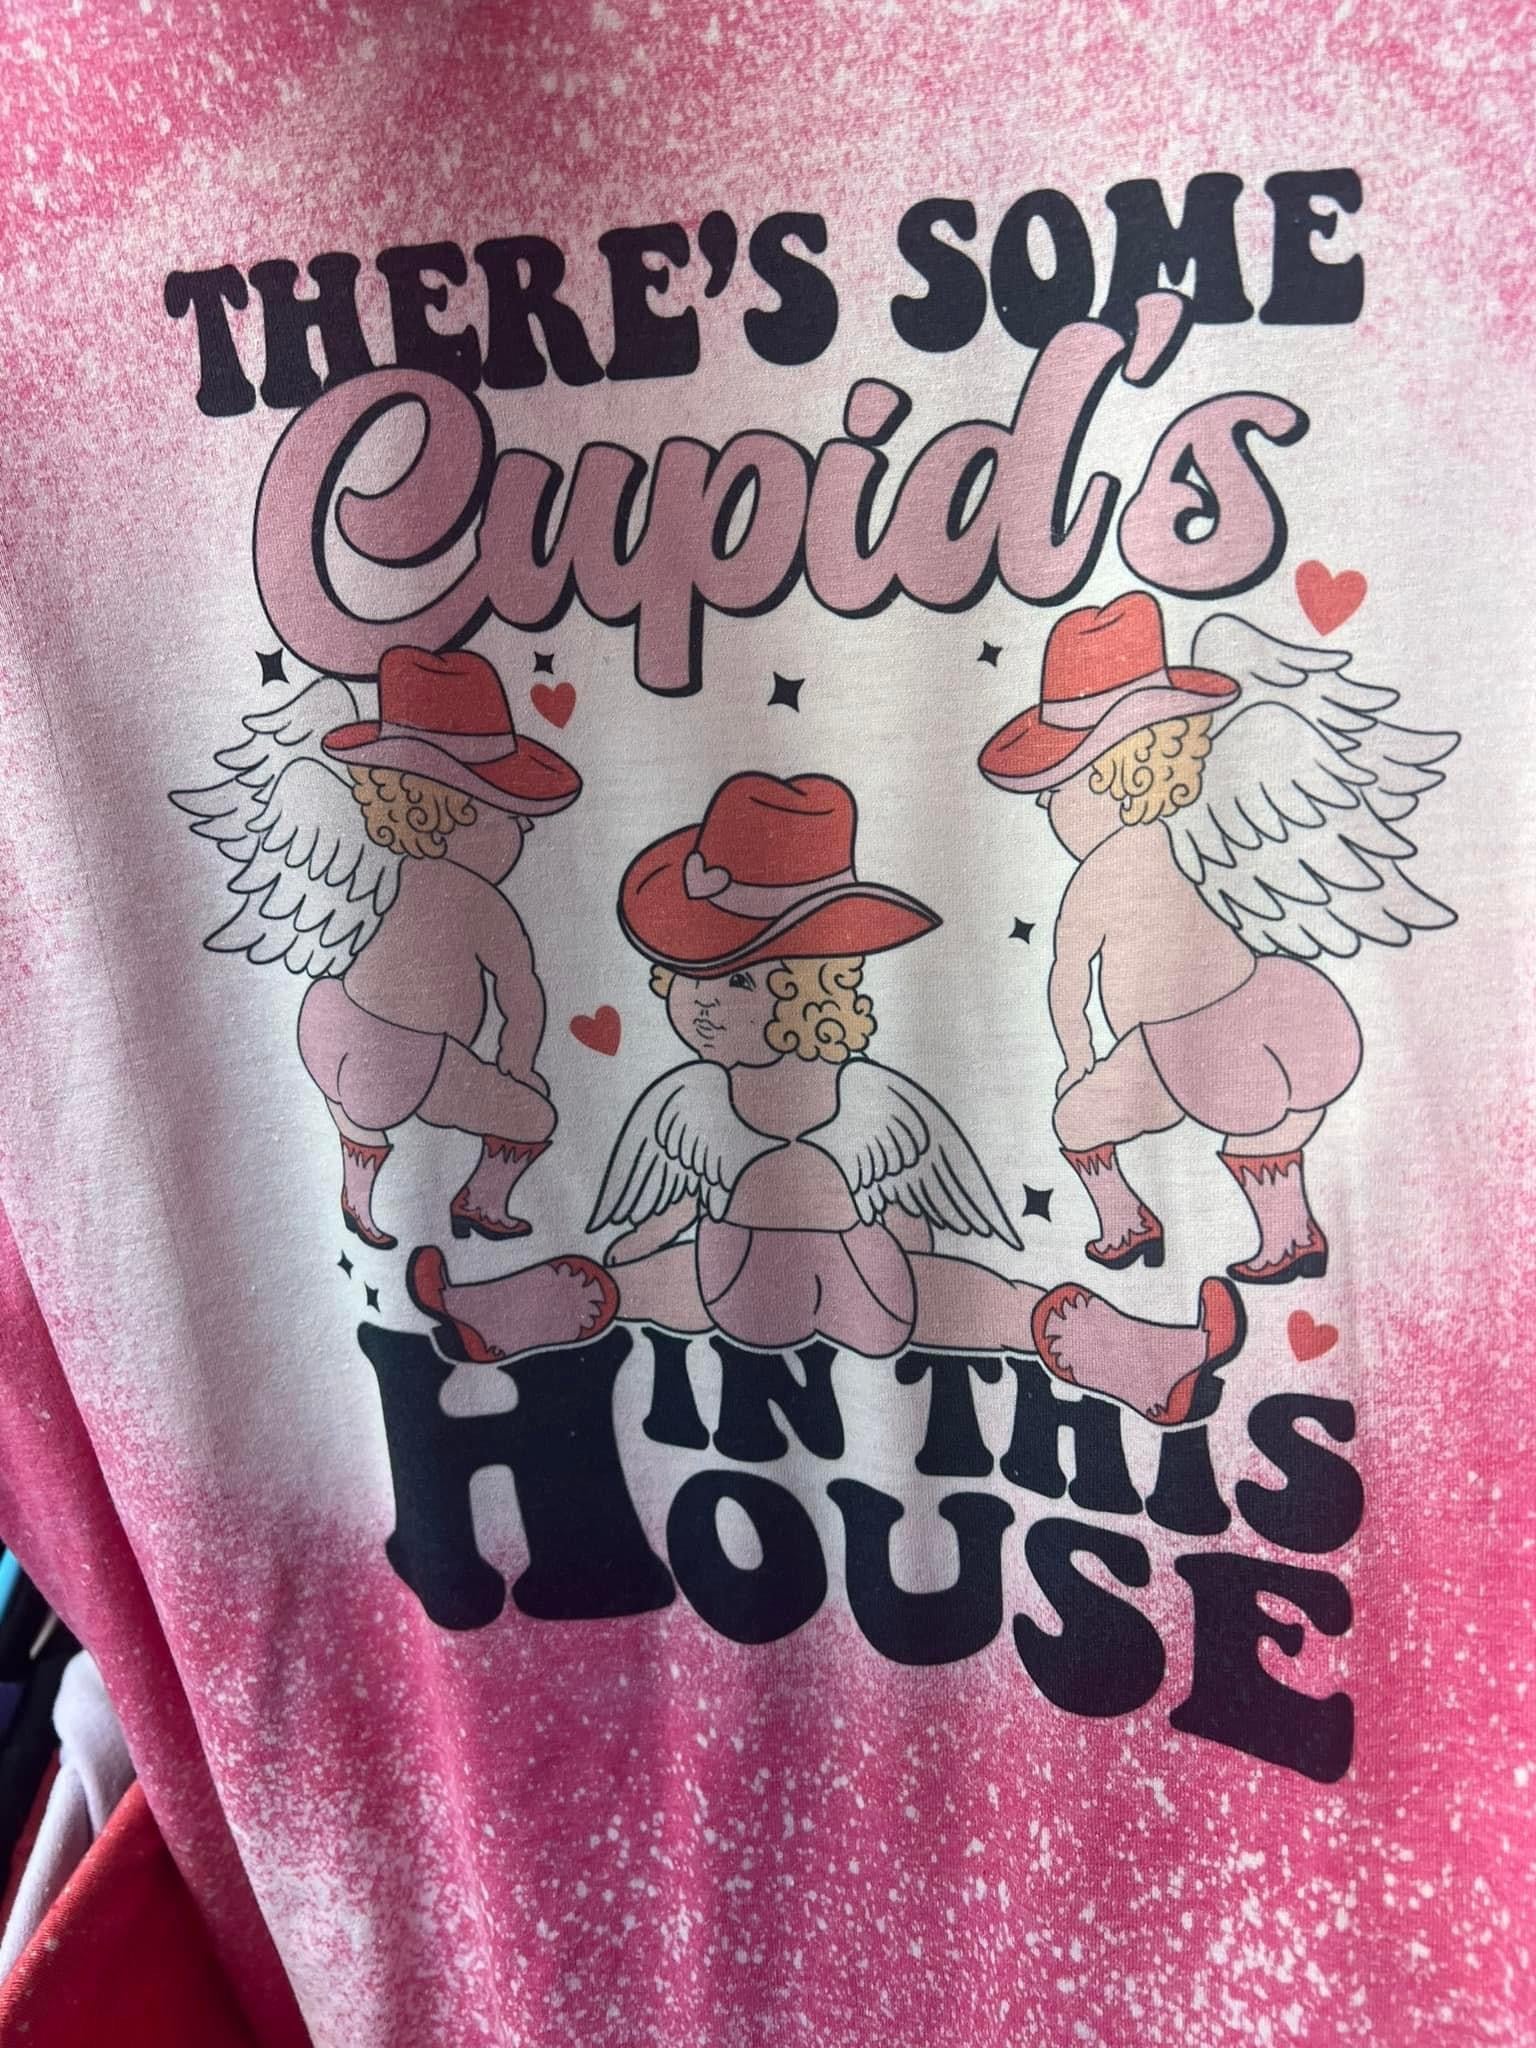 THERE'S SOME
Cupid's
IN THIS
HOUSE